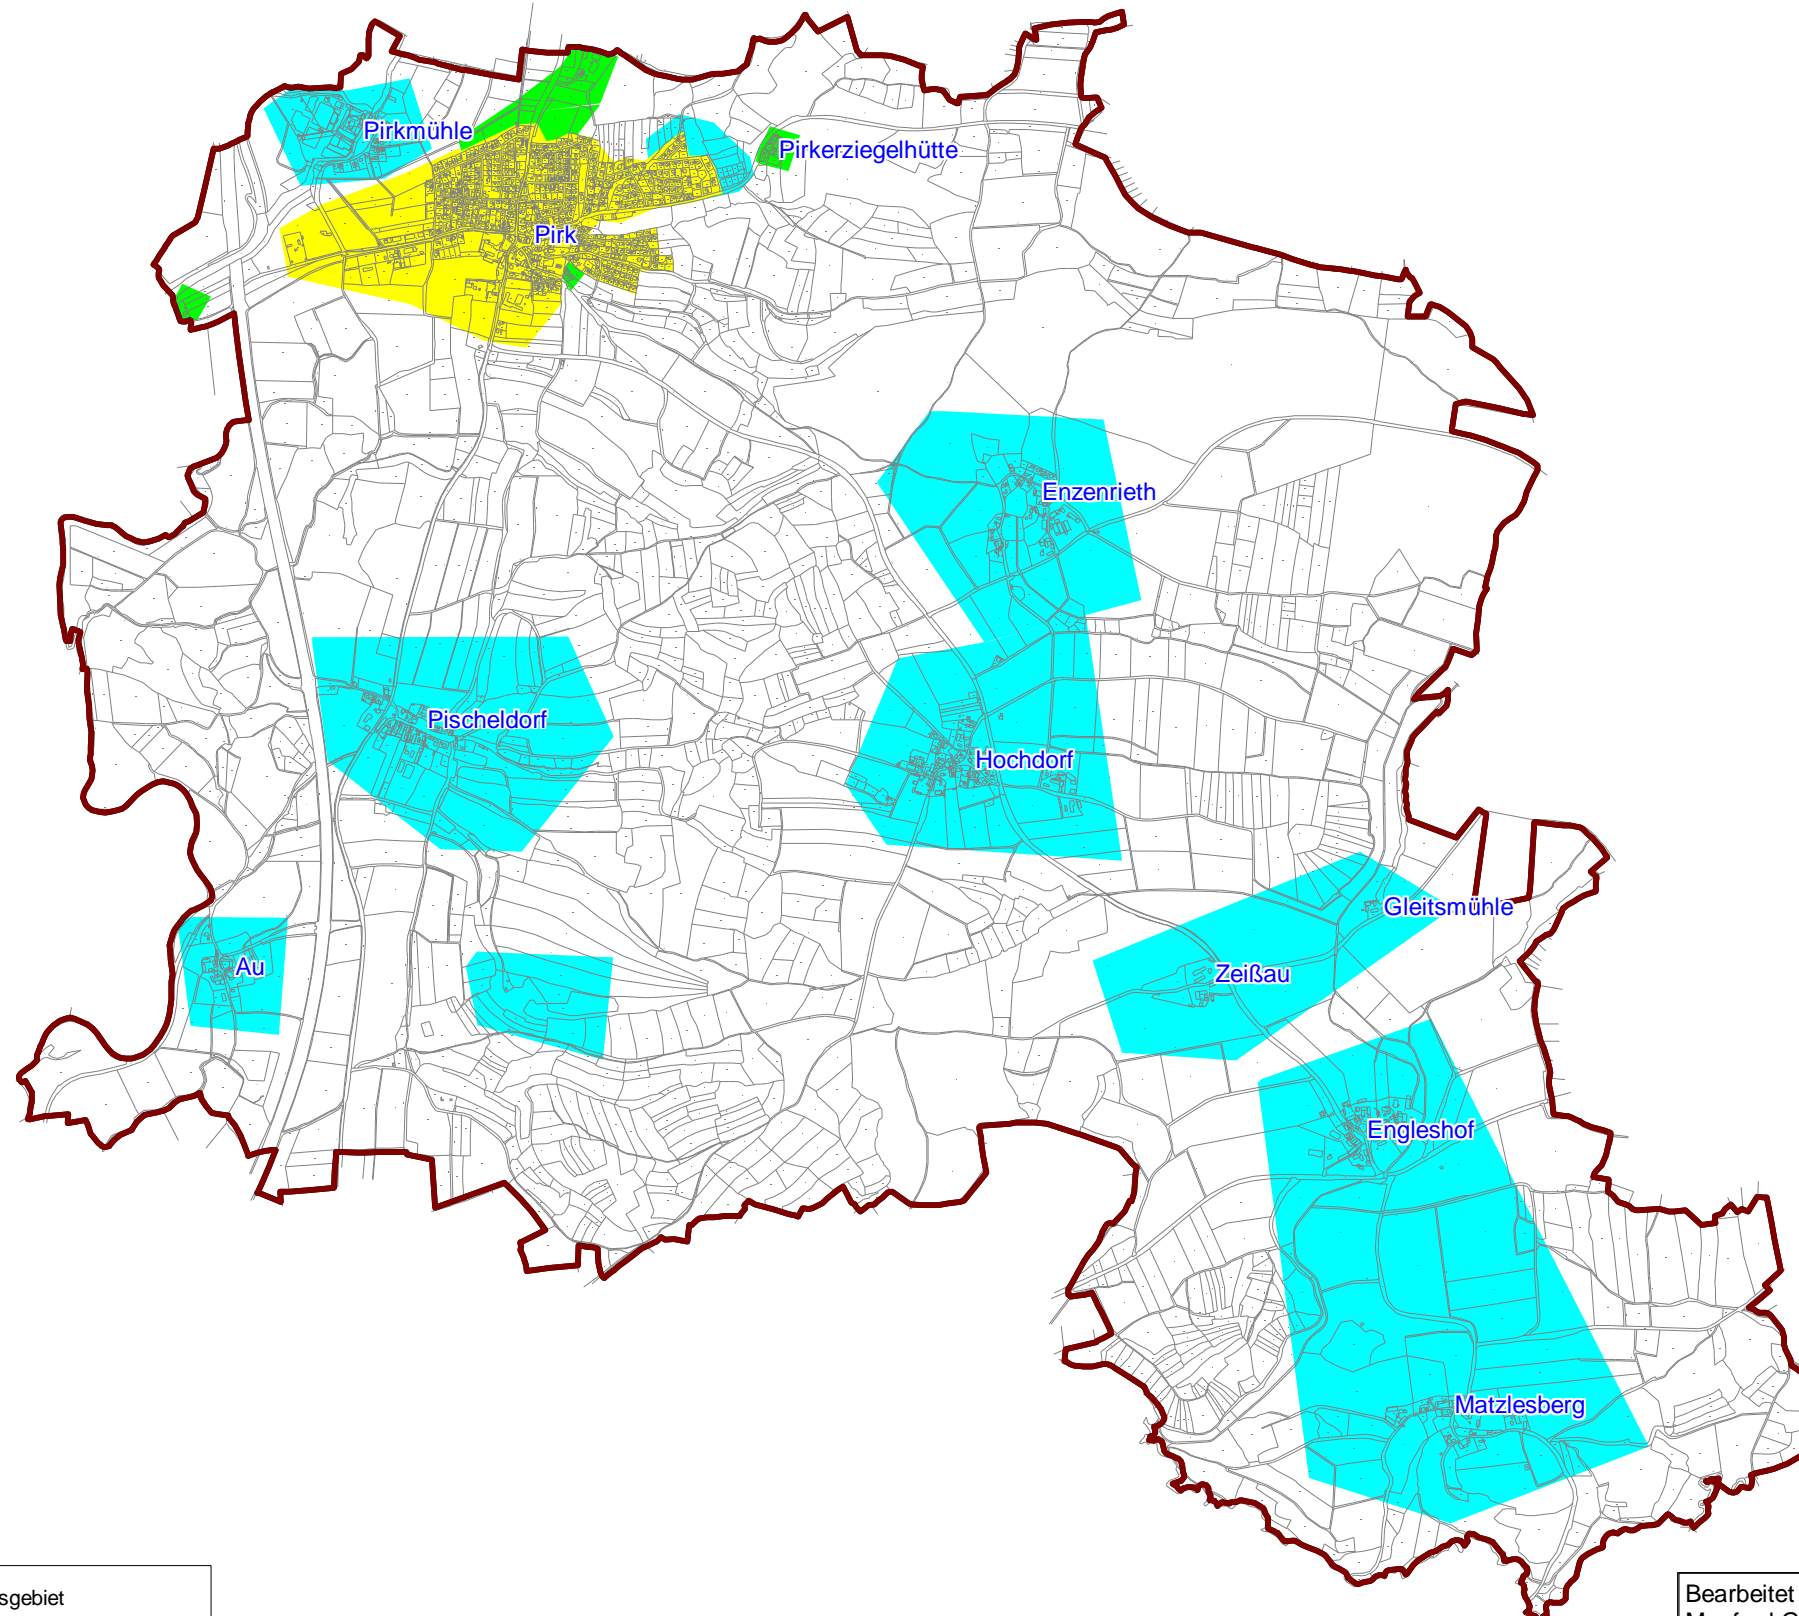 Pirkmühle
Pirkerziegelhütte
Pirk
Enzenrieth
Pischeldorf
Hochdorf
Gleitsmühle
Au
Zeißau
Engleshof
Matzlesberg
sgebiet
Bearbeitet